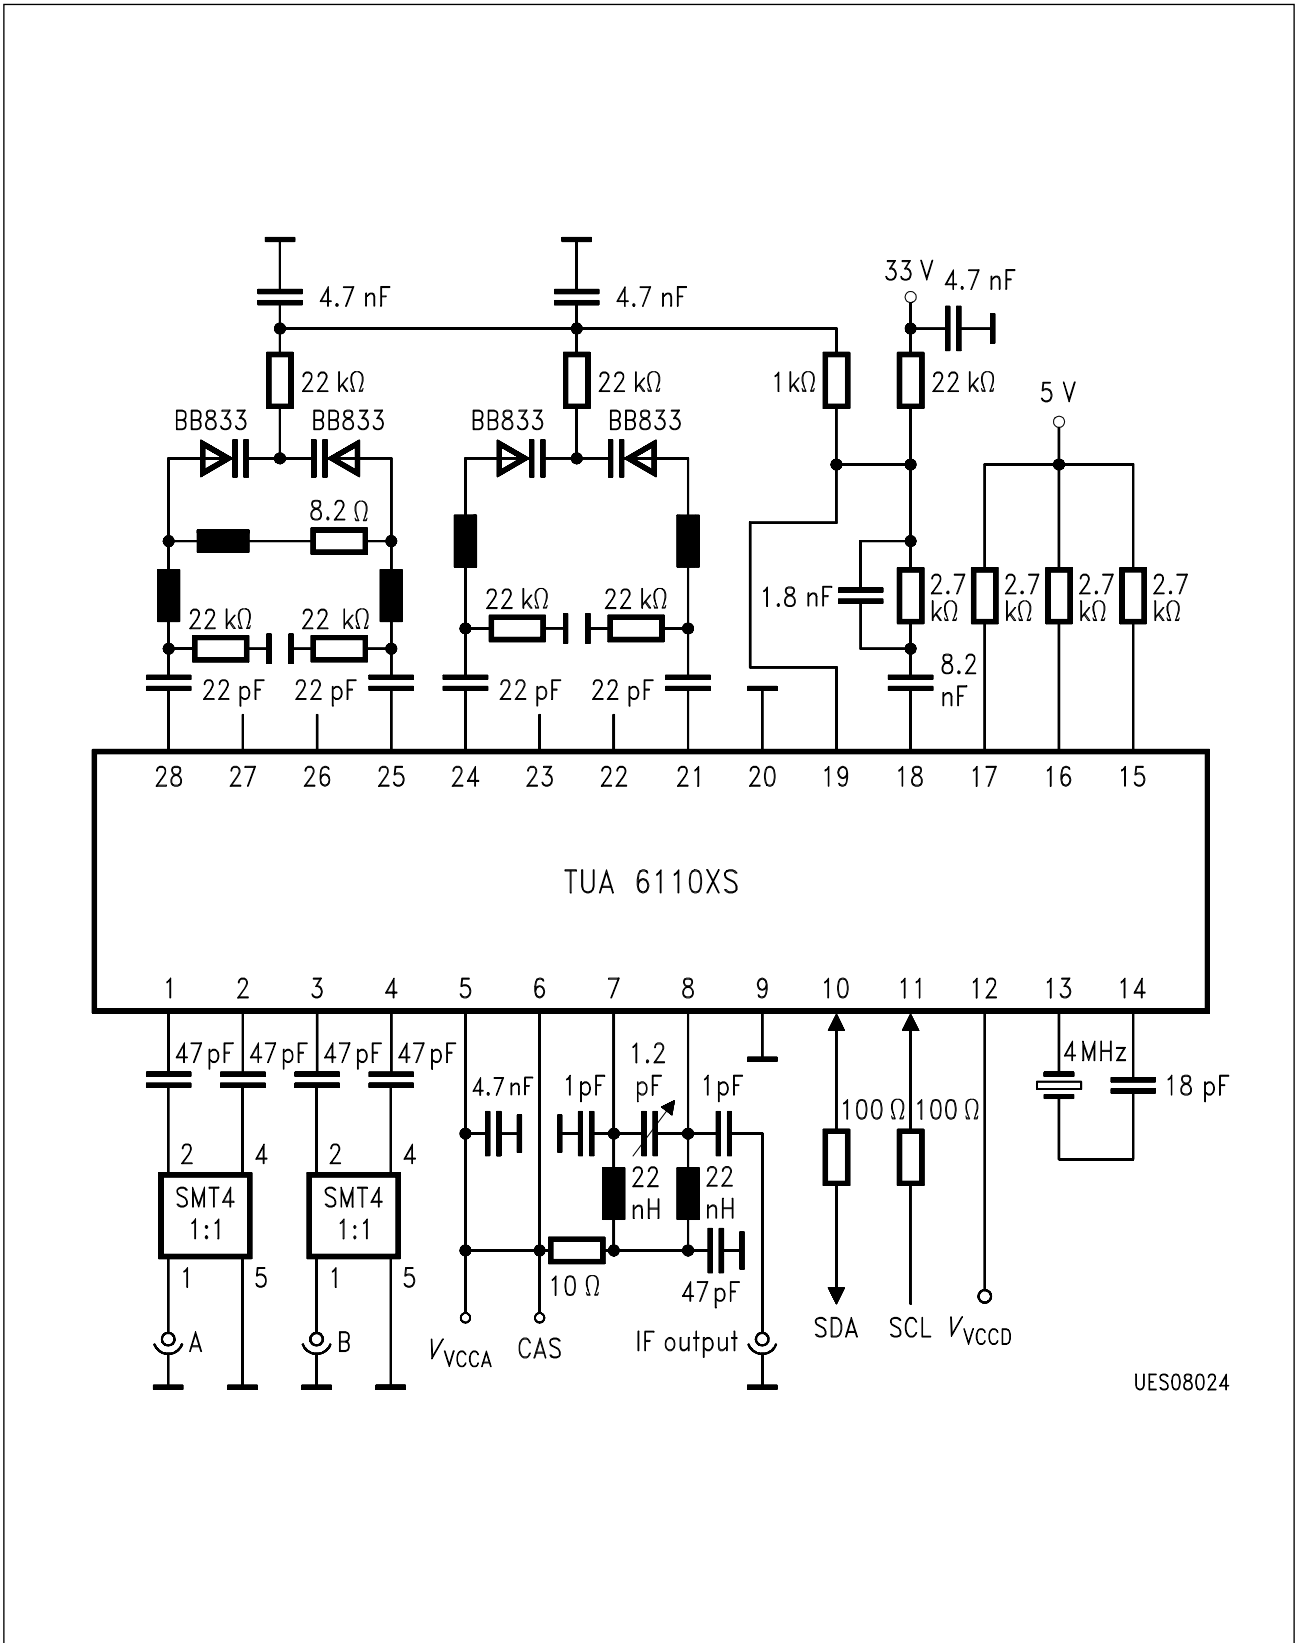 33 V
4.7 nF 4.7 nF 4.7 nF
22 kΩ 22 kΩ 1 kΩ 22 kΩ
5 V
BB833 BB833 BB833 BB833
8.2 Ω
22 kΩ 22 kΩ 1.8 nF 2.7 kΩ 2.7 kΩ 2.7 kΩ 2.7 kΩ
22 kΩ 22 kΩ
22 pF 22 pF 22 pF 22 pF 8.2 nF
28 27 26 25 24 23 22 21 20 19 18 17 16 15
TUA 6110XS
1 2 3 4 5 6 7 8 9 10 11 12 13 14
47 pF 47 pF 47 pF 47 pF 1.2 pF 4 MHz
4.7 nF 1 pF 1 pF 18 pF
100 Ω 100 Ω
2 4 2 4
SMT4 SMT4 22 nH 22 nH
1:1 1:1
1 5 1 5 10 Ω 47 pF
A B VVCCA CAS IF output SDA SCL VVCCD
UES08024